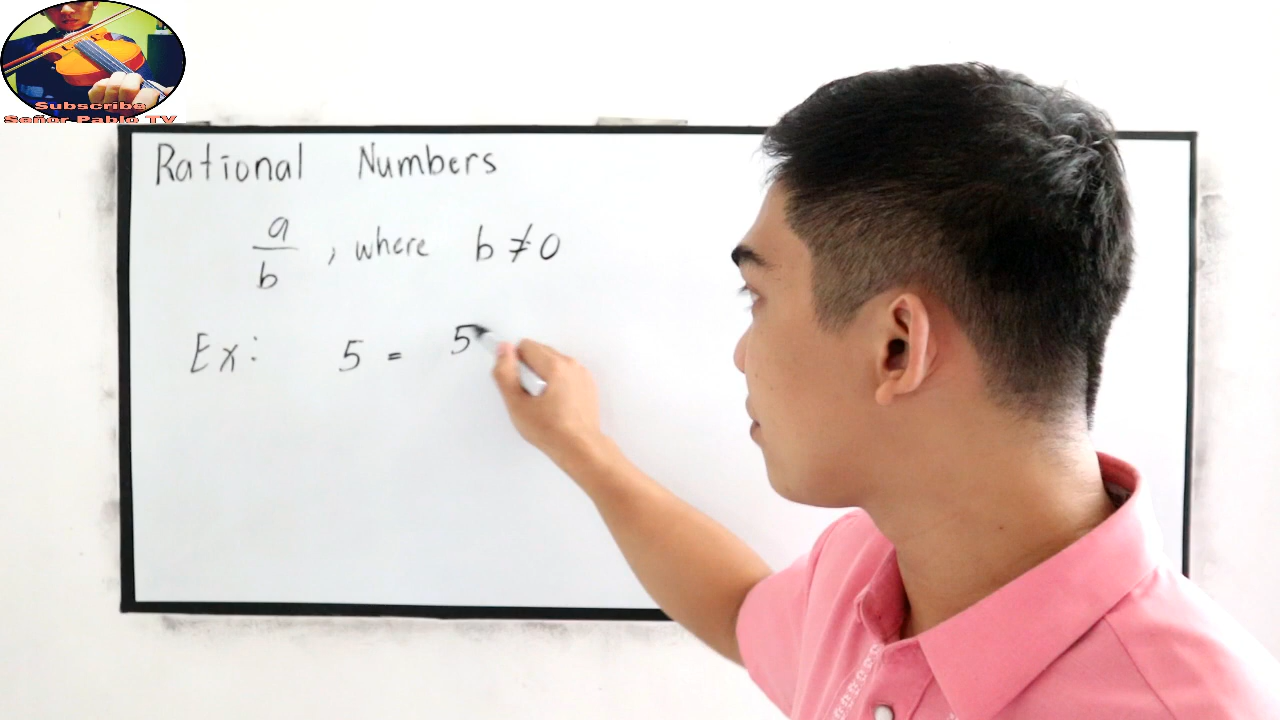 Subscribe
Señor Pablo TV
Rational Numbers
a
b
, where b ≠ 0
Ex: 5 = 5